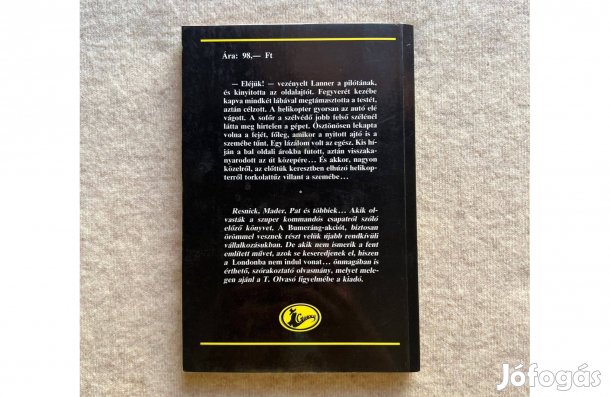 Ára: 98,— Ft
— Eléjük! — vezényelt Lanner a pilótának,
és kinyitotta az oldalajtót. Fegyverét kezébe
kapva mindkét lábával megtámasztotta a testét,
aztán célzott. A helikopter gyorsan az autó elé
vágott. A sofőr a szélvédő jobb felső szélénél
látta meg hirtelen a gépet. Ösztönösen lekapta
volna a fejét, főleg, amikor a nyitott ajtó is a
szemébe tűnt. Egy lázálom volt az egész. Kis hí-
ján a bal oldali árokba futott, aztán visszaka-
nyarodott az út közepére... És akkor, nagyon
közelről, az előttük keresztben elhúzó helikop-
terről torkolattűz villant a szemébe...
*
Resnick, Mader, Pat és többiek... Akik ol-
vasták a szuper kommandós csapatról szóló
előző könyvet, A Bumeráng-akciót, biztosan
örömmel vesznek részt velük újabb rendkívüli
vállalkozásukban. De akik nem ismerik a fent
említett művet, azok se keseredjenek el, hiszen
a Londonba nem indul vonat... önmagában is
érthető, szórakoztató olvasmány, melyet mele-
gen ajánl a T. Olvasó figyelmébe a kiadó.
Jófogás